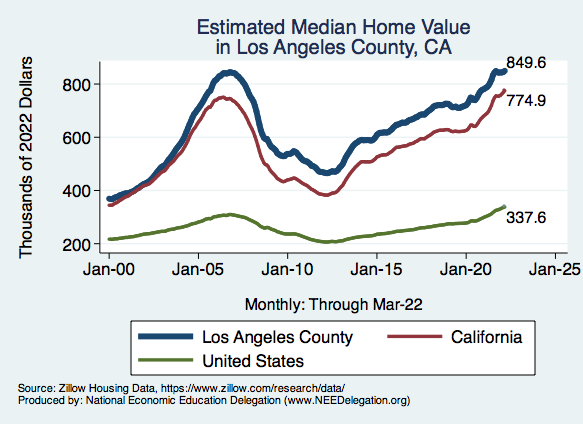 Estimated Median Home Value
in Los Angeles County, CA
Thousands of 2022 Dollars
800
600
400
200
849.6
774.9
337.6
Jan-00 Jan-05 Jan-10 Jan-15 Jan-20 Jan-25
Monthly: Through Mar-22
Los Angeles County California
United States
Source: Zillow Housing Data, https://www.zillow.com/research/data/
Produced by: National Economic Education Delegation (www.NEEDelegation.org)